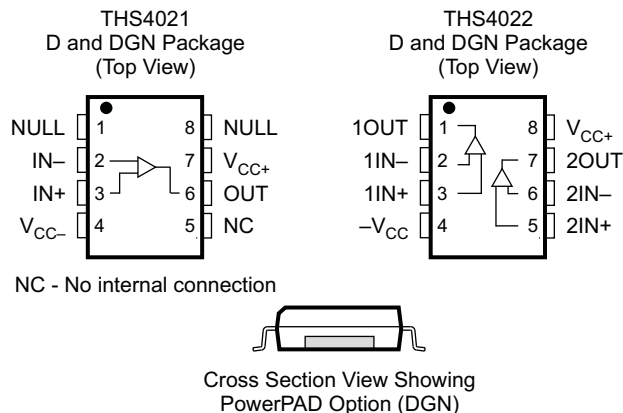 THS4021
D and DGN Package
(Top View)
NULL 1 8 NULL
IN– 2 7 VCC+
IN+ 3 6 OUT
VCC– 4 5 NC
NC - No internal connection
THS4022
D and DGN Package
(Top View)
1OUT 1 8 VCC+
1IN– 2 7 2OUT
1IN+ 3 6 2IN–
–VCC 4 5 2IN+
Cross Section View Showing
PowerPAD Option (DGN)